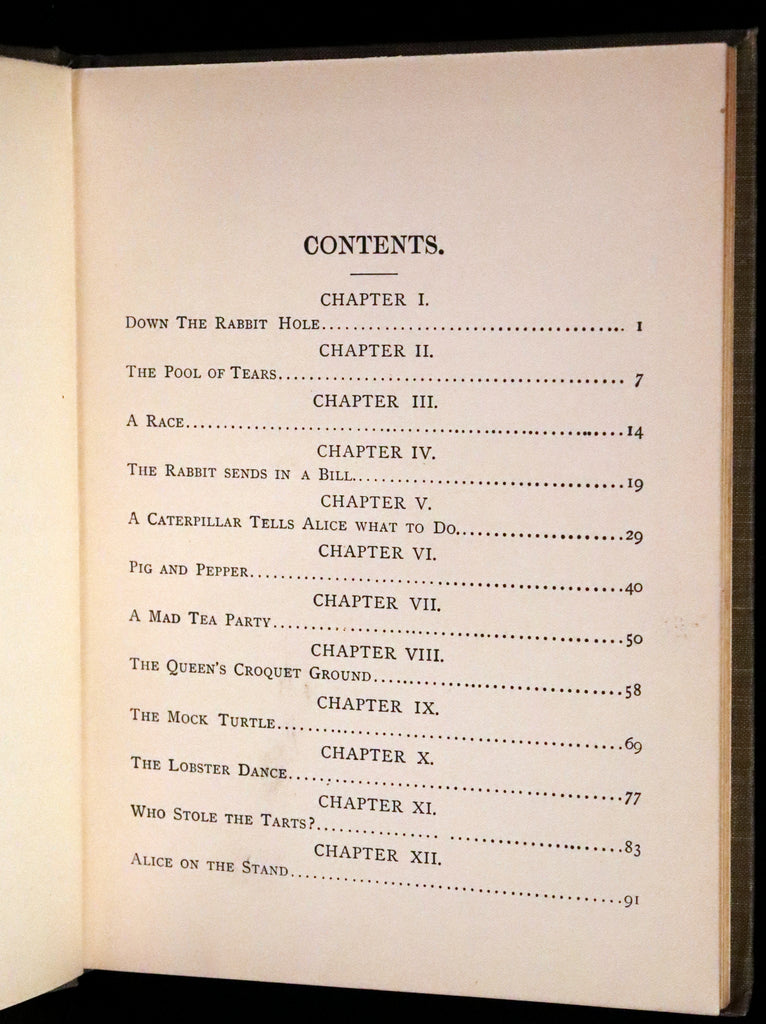 CONTENTS.
CHAPTER I.
DOWN THE RABBIT HOLE........................................ 1
CHAPTER II.
THE POOL OF TEARS............................................. 7
CHAPTER III.
A RACE..........................................................14
CHAPTER IV.
THE RABBIT SENDS IN A BILL...................................19
CHAPTER V.
A CATERPILLAR TELLS ALICE WHAT TO DO......................29
CHAPTER VI.
PIG AND PEPPER.................................................40
CHAPTER VII.
A MAD TEA PARTY..............................................50
CHAPTER VIII.
THE QUEEN'S CROQUET GROUND.................................58
CHAPTER IX.
THE MOCK TURTLE..............................................69
CHAPTER X.
THE LOBSTER DANCE............................................77
CHAPTER XI.
WHO STOLE THE TARTS?................ .......................83
CHAPTER XII.
ALICE ON THE STAND...........................................91